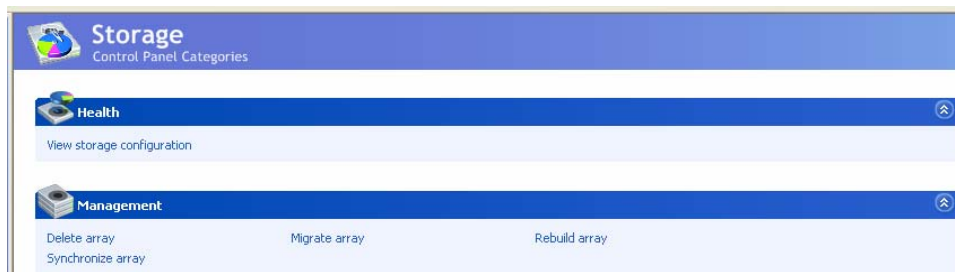 Storage
Control Panel Categories
Health
View storage configuration
Management
Delete array Migrate array Rebuild array
Synchronize array